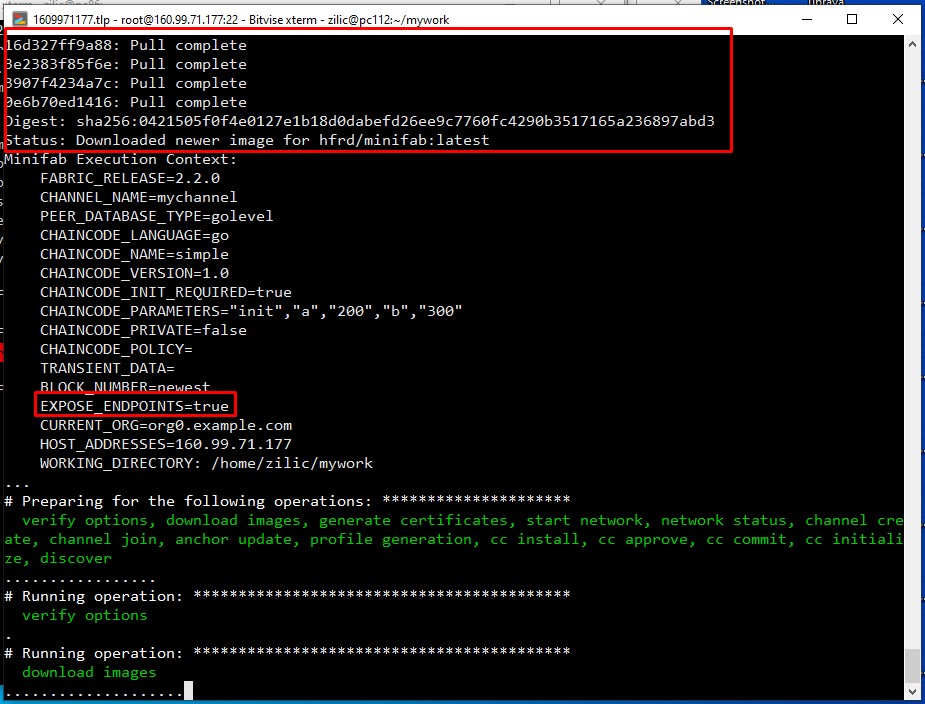 1609971177.tlp - root@160.99.71.177:22 - Bitvise xterm - zilic@pc112:~/mywork
16d327ff9a88: Pull complete
3e2383f85f6e: Pull complete
3907f4234a7c: Pull complete
0e6b70ed1416: Pull complete
Digest: sha256:0421505f0f4e0127e1b18d0dabefd26ee9c7760fc4290b3517165a236897abd3
Status: Downloaded newer image for hfrd/minifab:latest
Minifab Execution Context:
    FABRIC_RELEASE=2.2.0
    CHANNEL_NAME=mychannel
    PEER_DATABASE_TYPE=golevel
    CHAINCODE_LANGUAGE=go
    CHAINCODE_NAME=simple
    CHAINCODE_VERSION=1.0
    CHAINCODE_INIT_REQUIRED=true
    CHAINCODE_PARAMETERS="init","a","200","b","300"
    CHAINCODE_PRIVATE=false
    CHAINCODE_POLICY=
    TRANSIENT_DATA=
    BLOCK_NUMBER=newest
    EXPOSE_ENDPOINTS=true
    CURRENT_ORG=org0.example.com
    HOST_ADDRESSES=160.99.71.177
    WORKING_DIRECTORY: /home/zilic/mywork
...
# Preparing for the following operations: *********************
  verify options, download images, generate certificates, start network, network status, channel cre
ate, channel join, anchor update, profile generation, cc install, cc approve, cc commit, cc initiali
ze, discover
.................
# Running operation: ******************************************
  verify options
.
# Running operation: ******************************************
  download images
....................